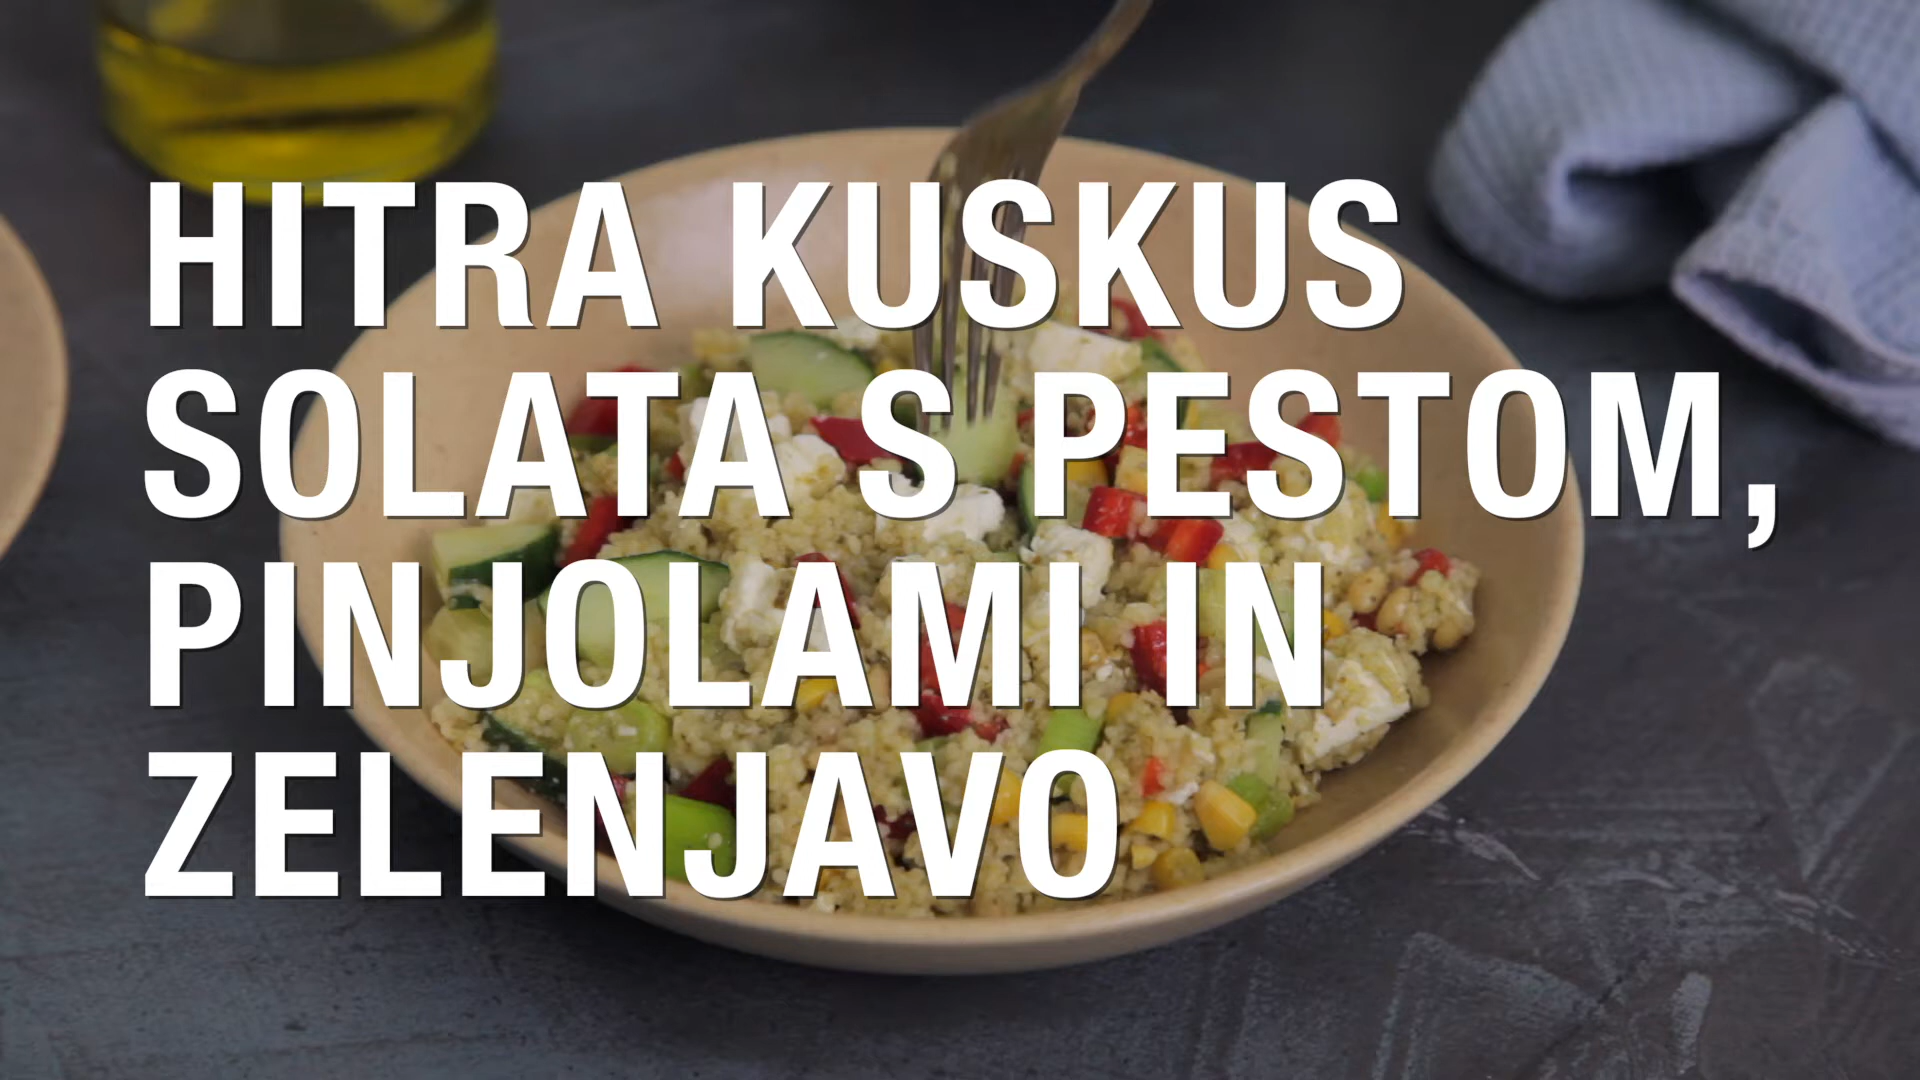 HITRA KUSKUS
SOLATA S PESTOM,
PINJOLAMI IN
ZELENJAVO